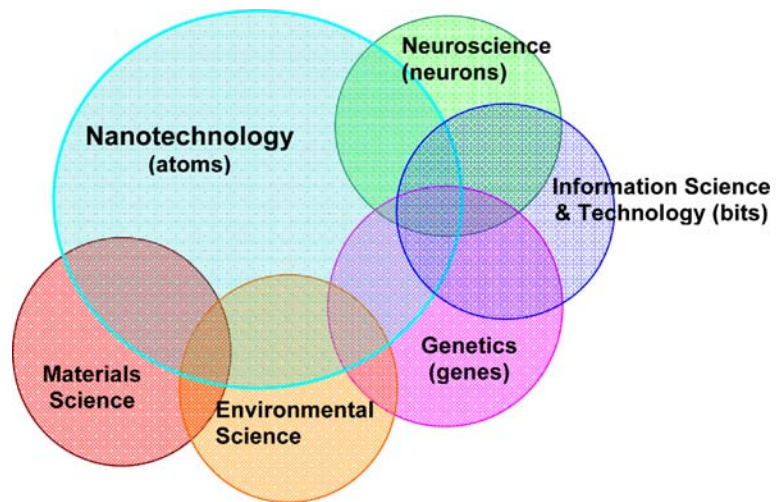 Neuroscience
(neurons)
Nanotechnology
(atoms)
Information Science
& Technology (bits)
Genetics
(genes)
Materials
Science
Environmental
Science